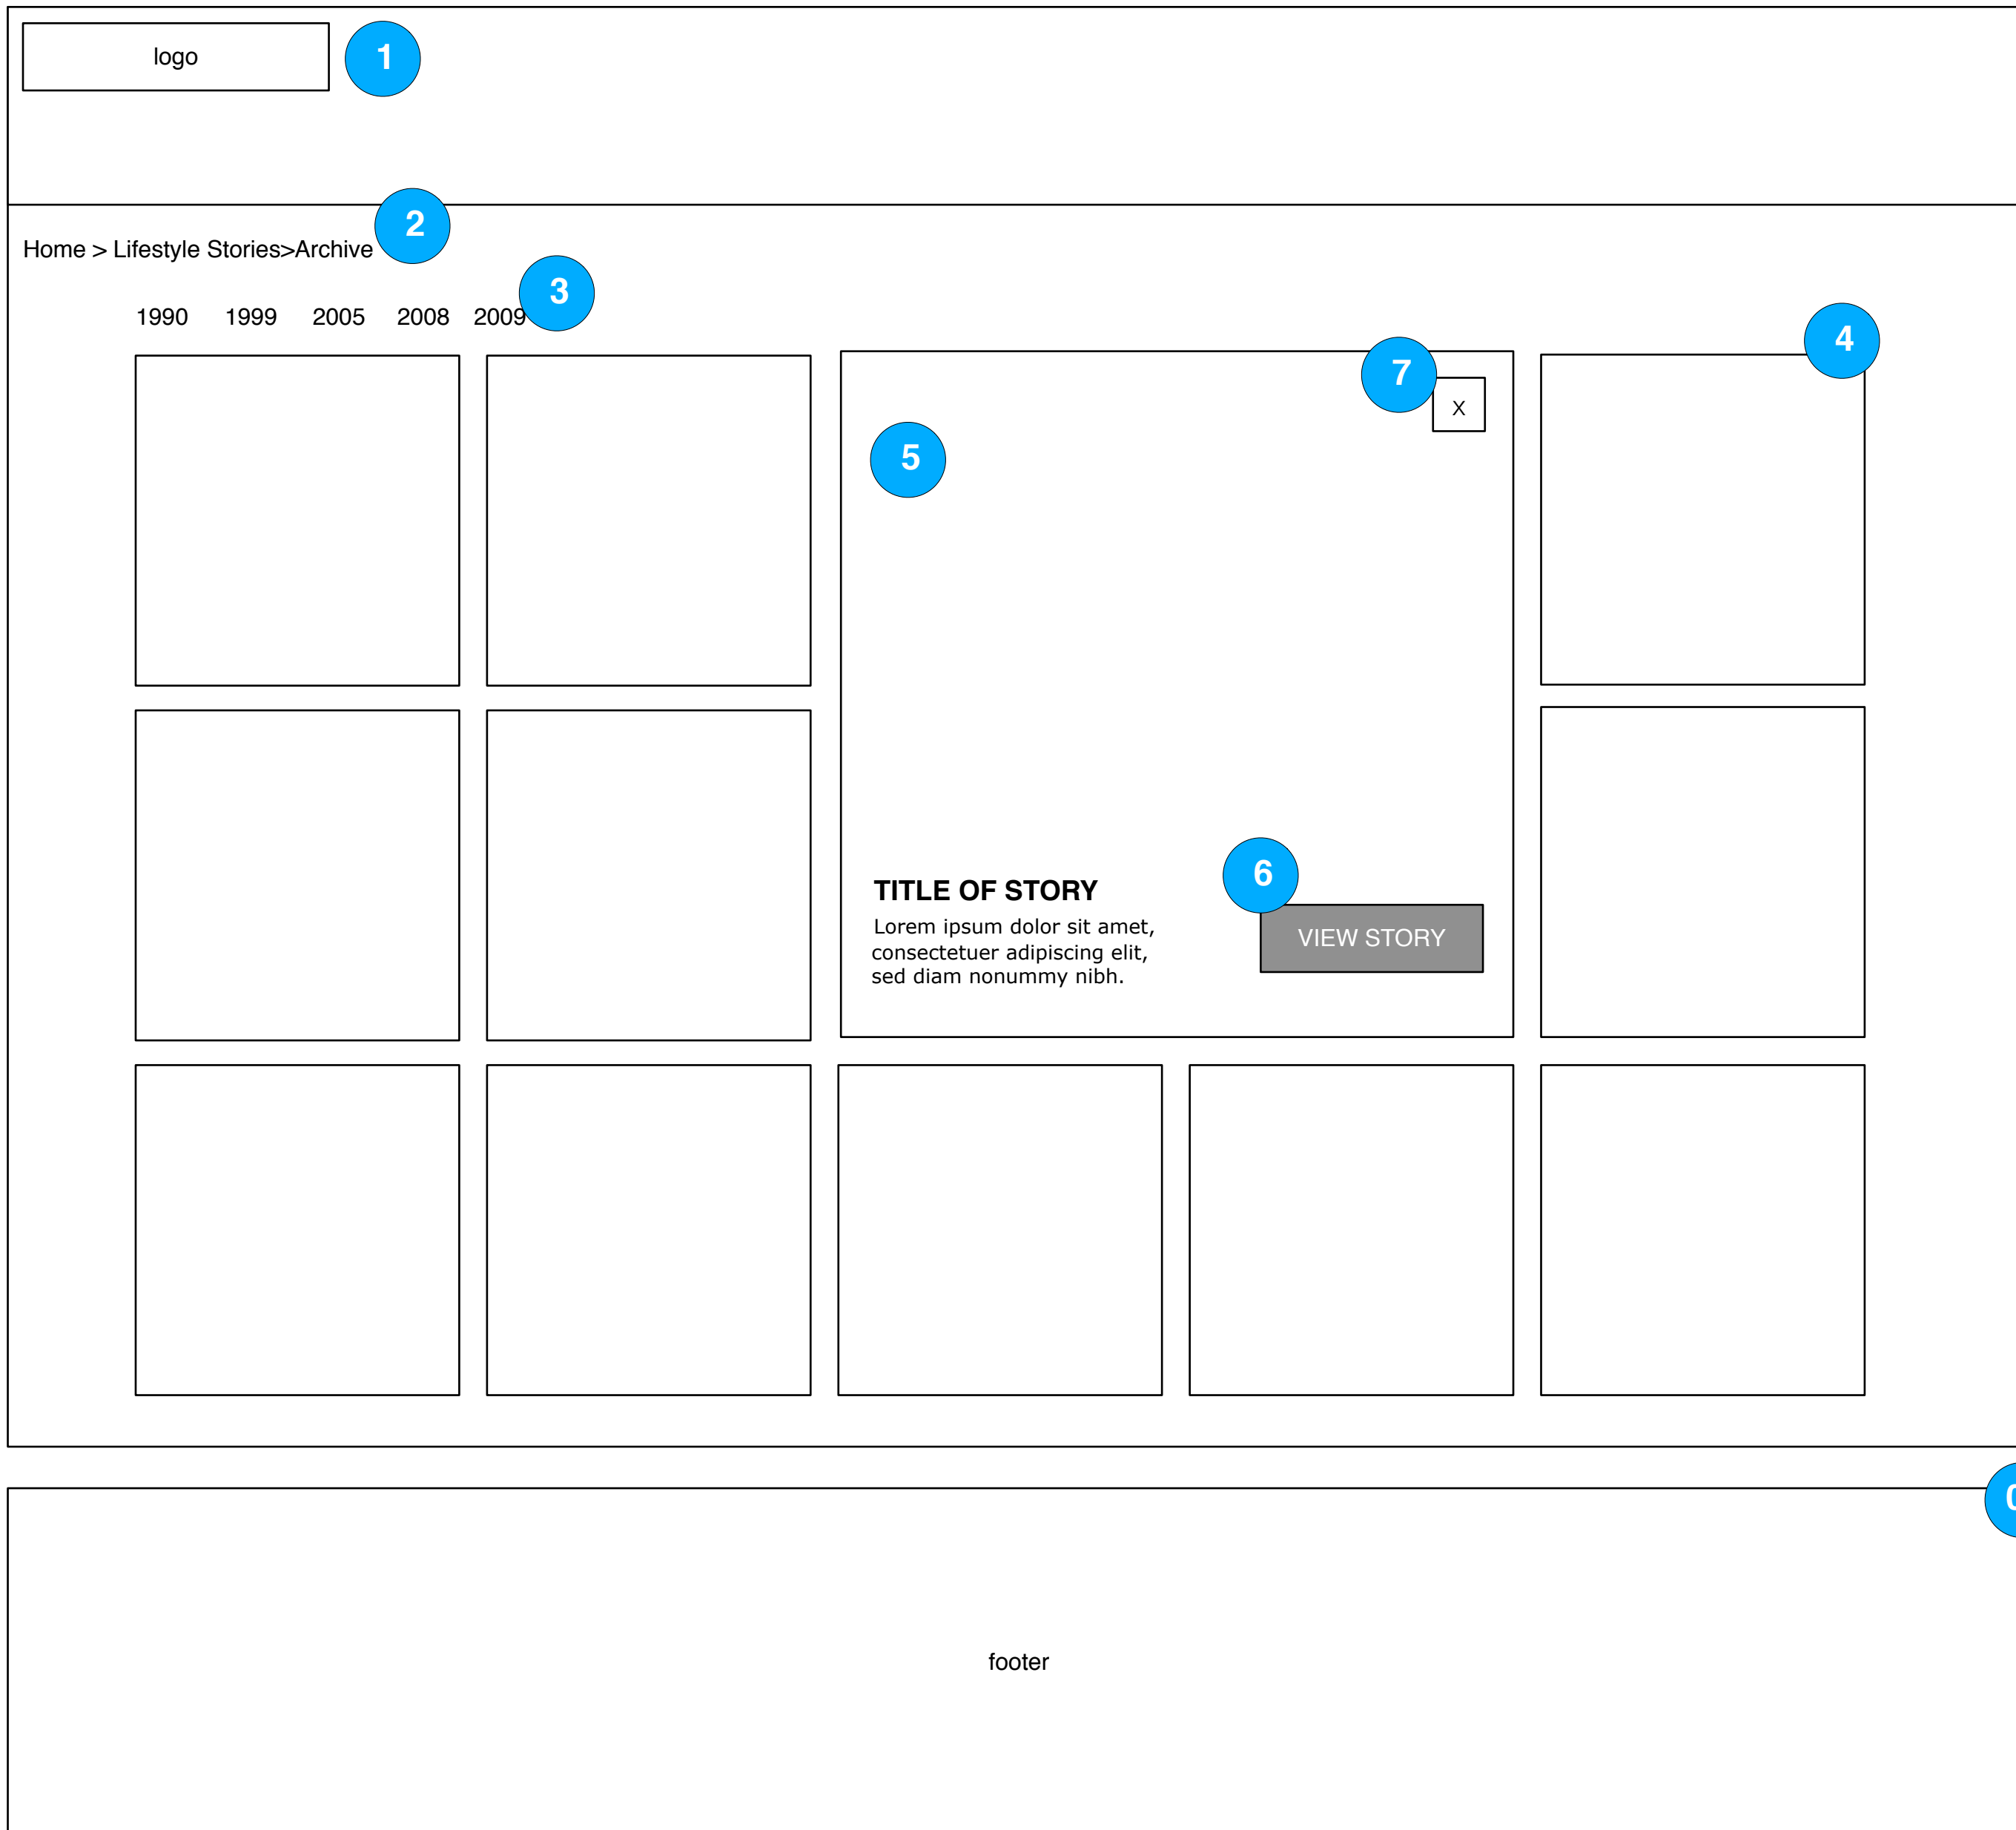 logo
1
2
Home > Lifestyle Stories>Archive
3
1990 1999 2005 2008 2009
4
7
X
5
6
TITLE OF STORY
Lorem ipsum dolor sit amet,
consectetuer adipiscing elit,
sed diam nonummy nibh.
VIEW STORY
footer